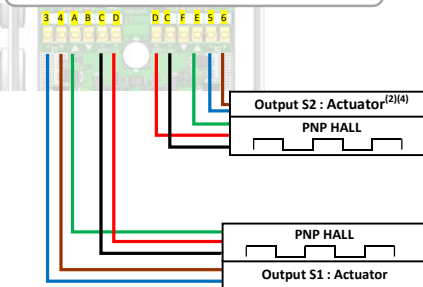 3 4 A B C D D C F E 5 6
Output S2 : Actuator(2)(4)
PNP HALL
PNP HALL
Output S1 : Actuator